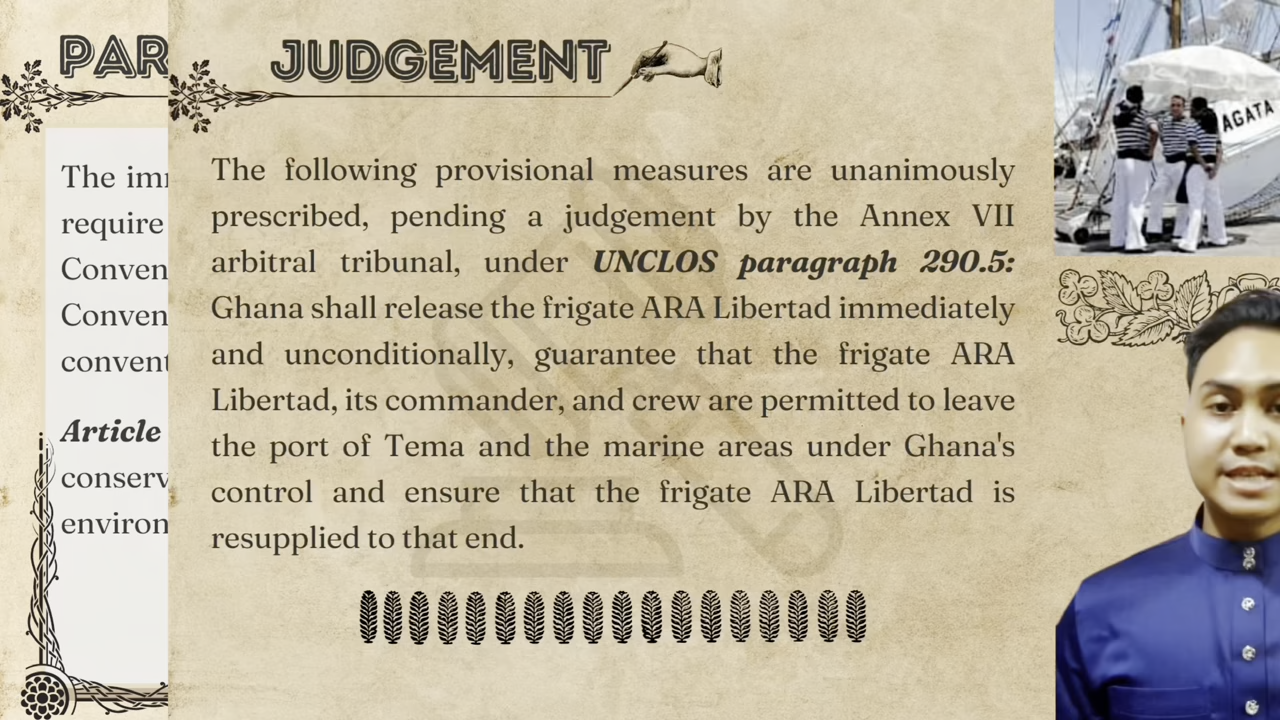 PAR
The im
require
Conven
Conven
convent
Article
conserv
environ
JUDGEMENT
The following provisional measures are unanimously
prescribed, pending a judgement by the Annex VII
arbitral tribunal, under UNCLOS paragraph 290.5:
Ghana shall release the frigate ARA Libertad immediately
and unconditionally, guarantee that the frigate ARA
Libertad, its commander, and crew are permitted to leave
the port of Tema and the marine areas under Ghana's
control and ensure that the frigate ARA Libertad is
resupplied to that end.
AGATA